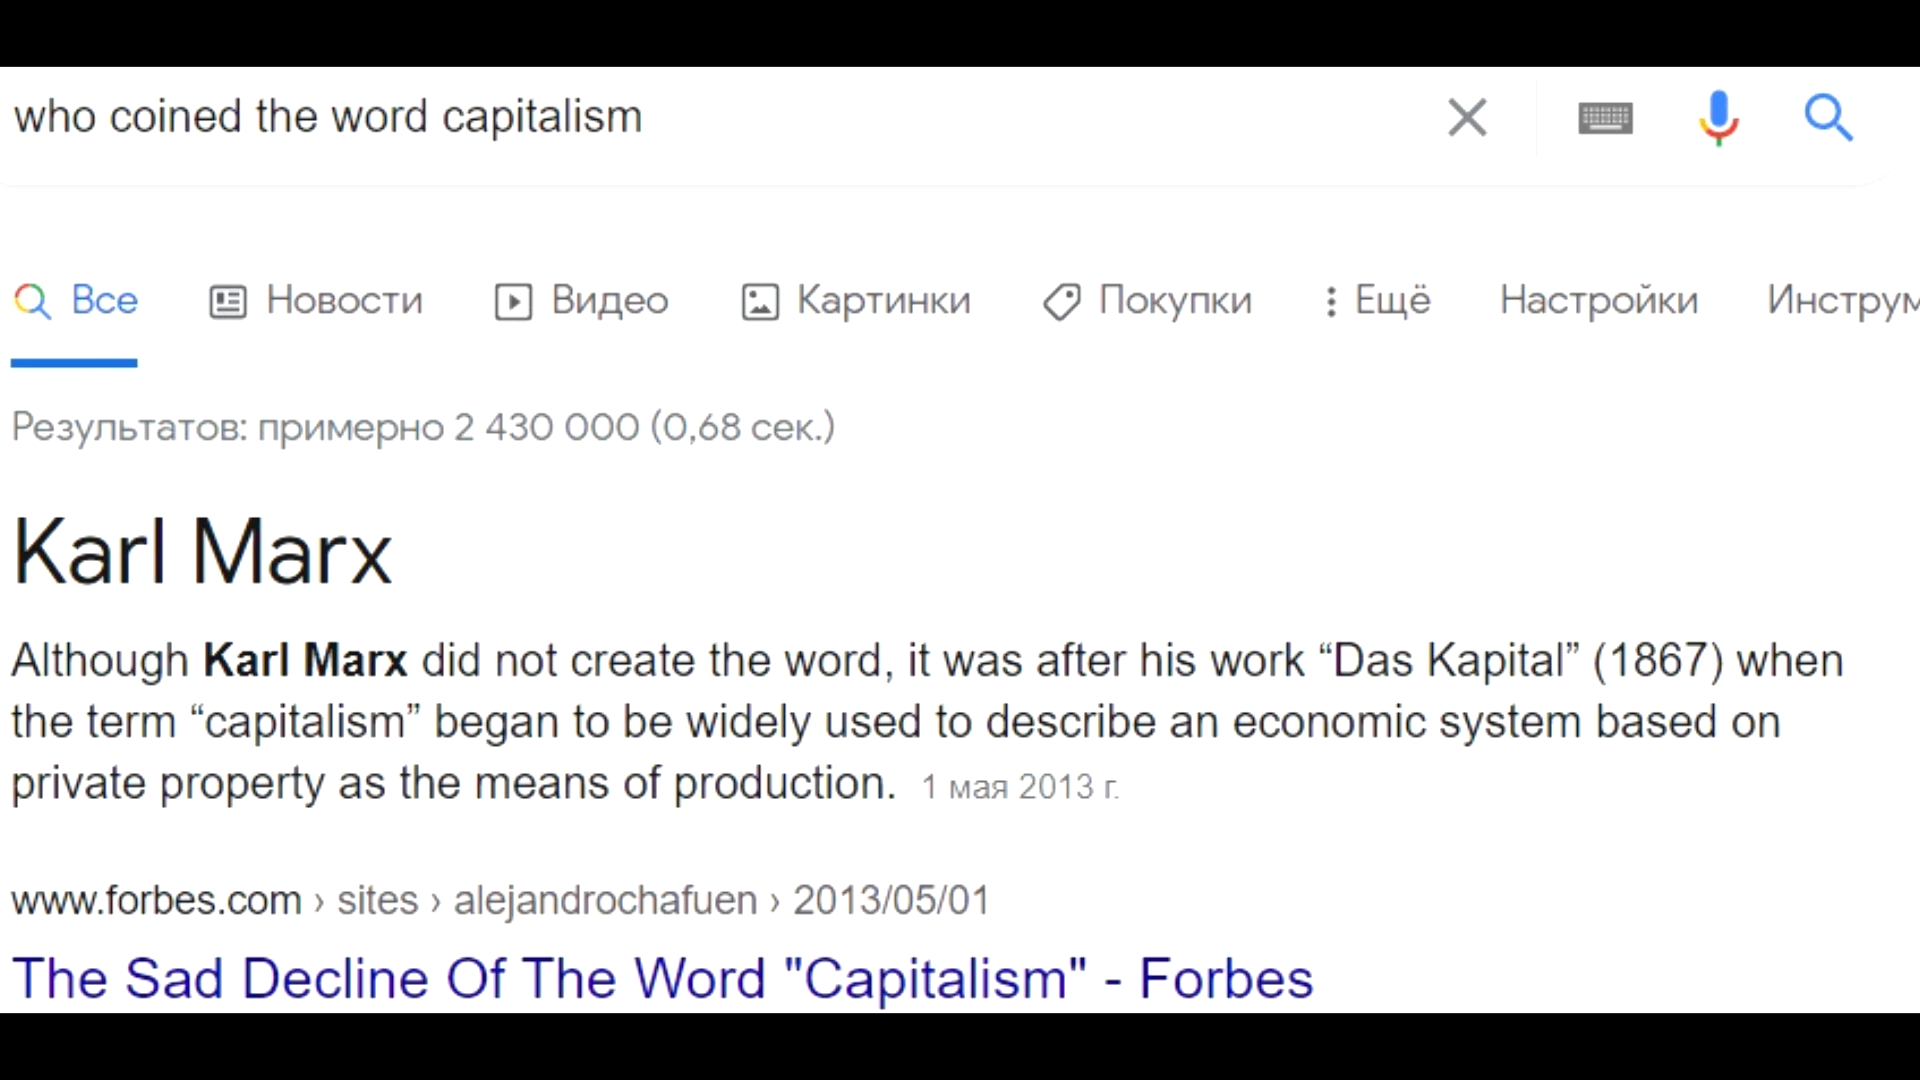 who coined the word capitalism
Все Новости Видео Картинки Покупки Ещё Настройки
Результатов: примерно 2 430 000 (0,68 сек.)
Karl Marx
Although Karl Marx did not create the word, it was after his work “Das Kapital” (1867) when
the term “capitalism” began to be widely used to describe an economic system based on
private property as the means of production. 1 мая 2013 г.
www.forbes.com › sites › alejandrochafuen › 2013/05/01
The Sad Decline Of The Word "Capitalism" - Forbes